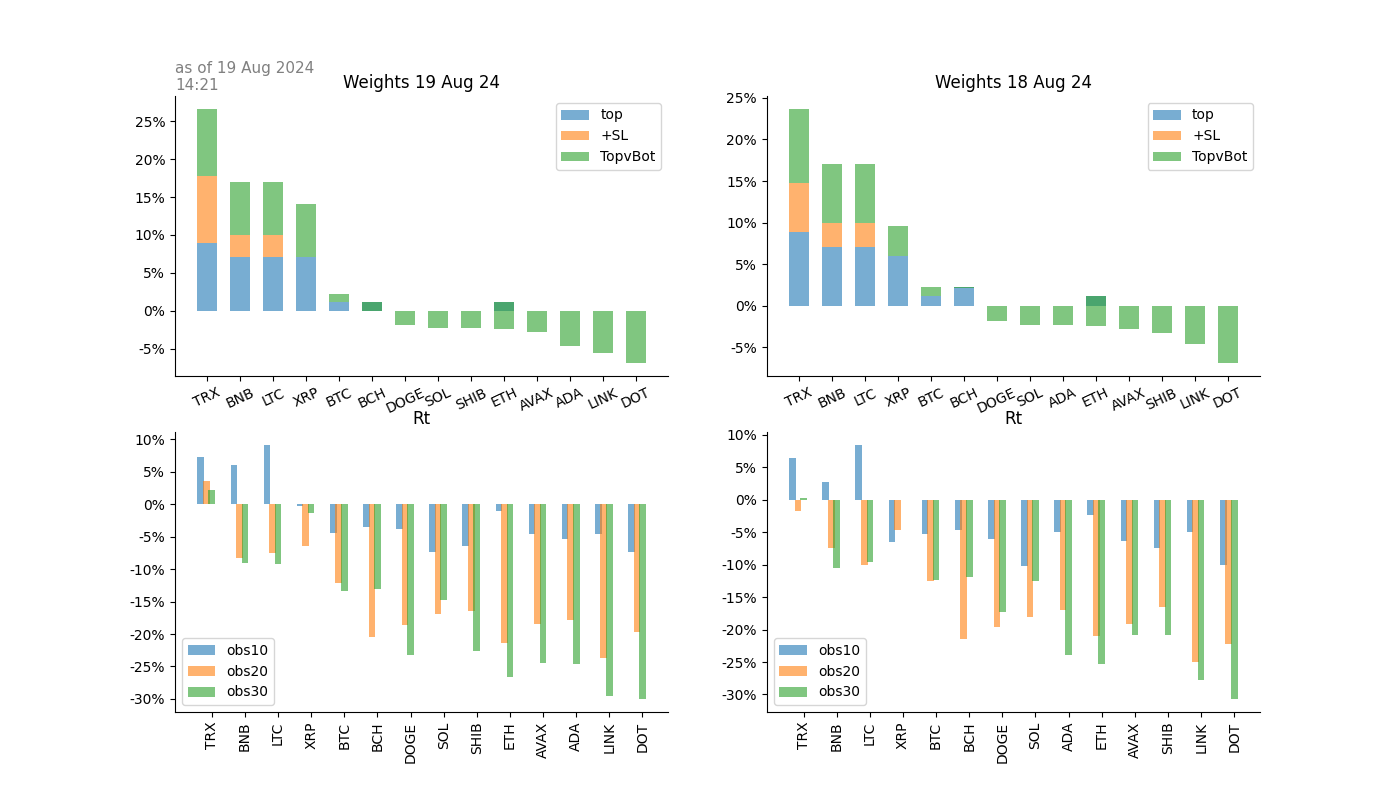 as of 19 Aug 2024
14:21
Weights 19 Aug 24
25%
20%
15%
10%
5%
0%
-5%
top
+SL
TopvBot
TRX BNB LTC XRP BTC BCH DOGE SOL SHIB ETH AVAX ADA LINK DOT
Weights 18 Aug 24
25%
20%
15%
10%
5%
0%
-5%
top
+SL
TopvBot
TRX BNB LTC XRP BTC BCH DOGE SOL ADA ETH AVAX SHIB LINK DOT
Rt
10%
5%
0%
-5%
-10%
-15%
-20%
-25%
-30%
obs10
obs20
obs30
TRX BNB LTC XRP BTC BCH DOGE SOL SHIB ETH AVAX ADA LINK DOT
Rt
10%
5%
0%
-5%
-10%
-15%
-20%
-25%
-30%
obs10
obs20
obs30
TRX BNB LTC XRP BTC BCH DOGE SOL ADA ETH AVAX SHIB LINK DOT